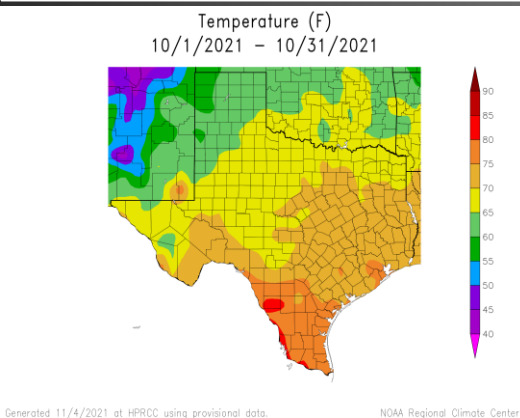 Temperature (F)
10/1/2021 – 10/31/2021
90
85
80
75
70
65
60
55
50
45
40
Generated 11/4/2021 at HPRCC using provisional data.
NOAA Regional Climate Centers